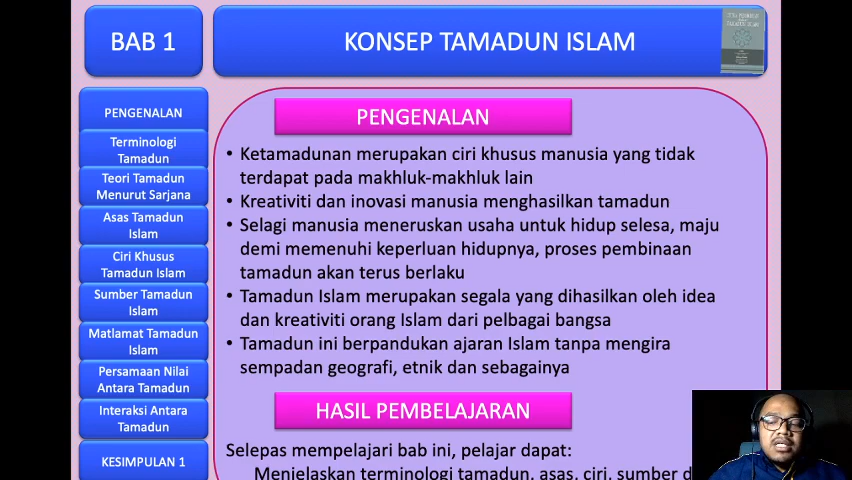 BAB 1
KONSEP TAMADUN ISLAM
PENGENALAN
Terminologi
Tamadun
Teori Tamadun
Menurut Sarjana
Asas Tamadun
Islam
Ciri Khusus
Tamadun Islam
Sumber Tamadun
Islam
Matlamat Tamadun
Islam
Persamaan Nilai
Antara Tamadun
Interaksi Antara
Tamadun
KESIMPULAN 1
PENGENALAN
• Ketamadunan merupakan ciri khusus manusia yang tidak
terdapat pada makhluk-makhluk lain
• Kreativiti dan inovasi manusia menghasilkan tamadun
• Selagi manusia meneruskan usaha untuk hidup selesa, maju
demi memenuhi keperluan hidupnya, proses pembinaan
tamadun akan terus berlaku
• Tamadun Islam merupakan segala yang dihasilkan oleh idea
dan kreativiti orang Islam dari pelbagai bangsa
• Tamadun ini berpandukan ajaran Islam tanpa mengira
sempadan geografi, etnik dan sebagainya
HASIL PEMBELAJARAN
Selepas mempelajari bab ini, pelajar dapat:
Menjelaskan terminologi tamadun, asas, ciri, sumber